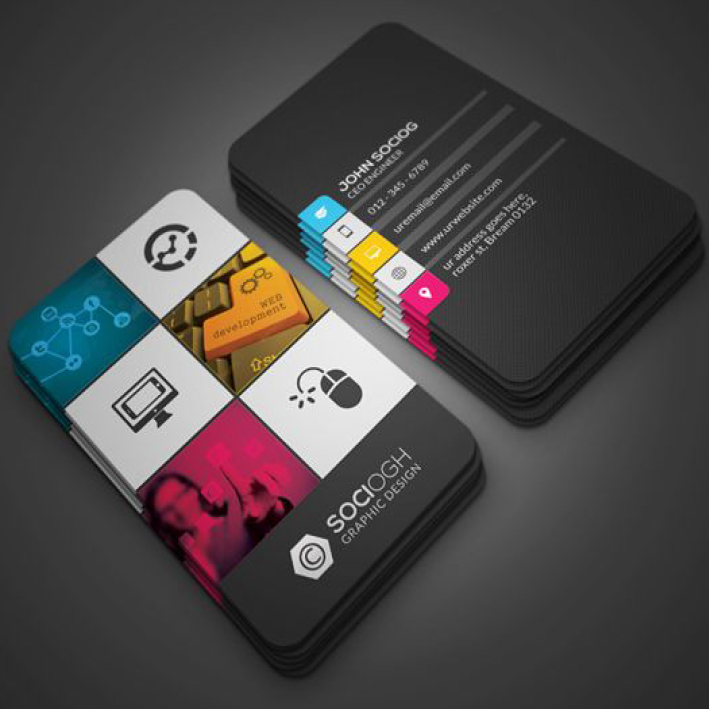 JOHN SOCIOG
CEO ENGINEER
012 - 345 - 6789
uremail@email.com
www.urwebsite.com
ur address goes here,
roxer st, Bream 0132
WEB
development
SOCIOGH
GRAPHIC DESIGN
©